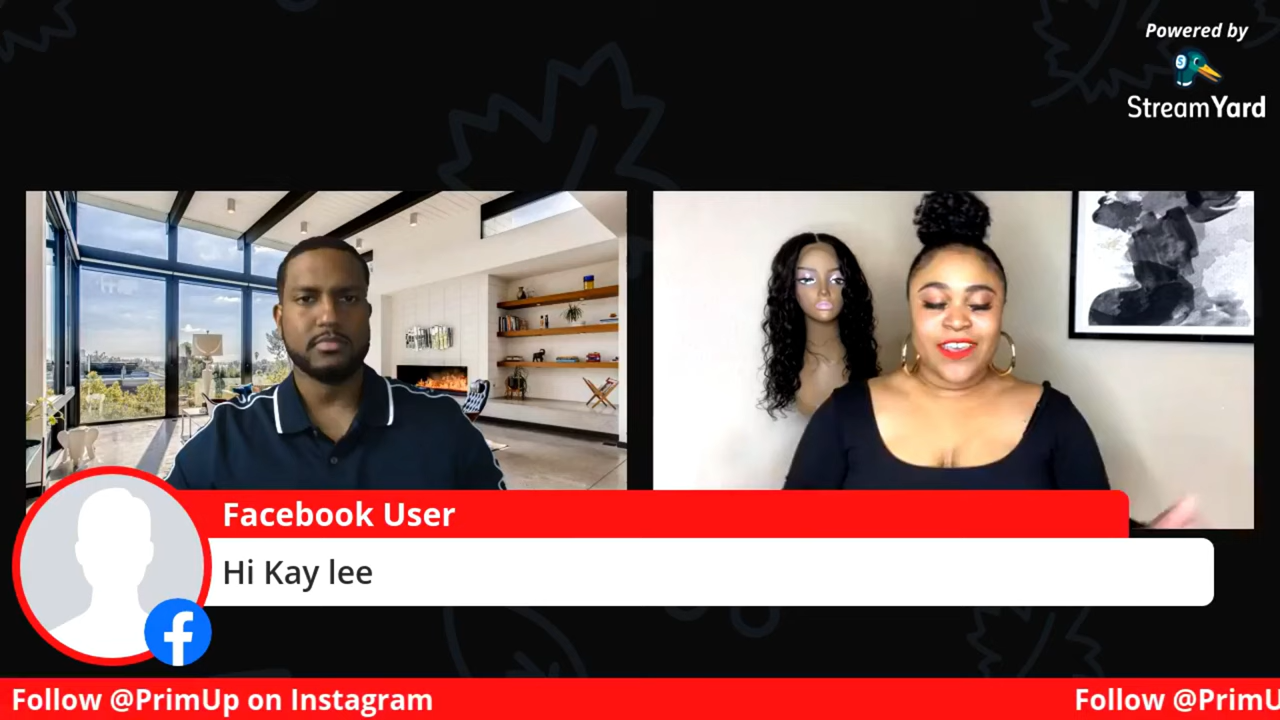 Powered by
StreamYard
Facebook User
Hi Kay lee
Follow @PrimUp on Instagram
Follow @PrimU